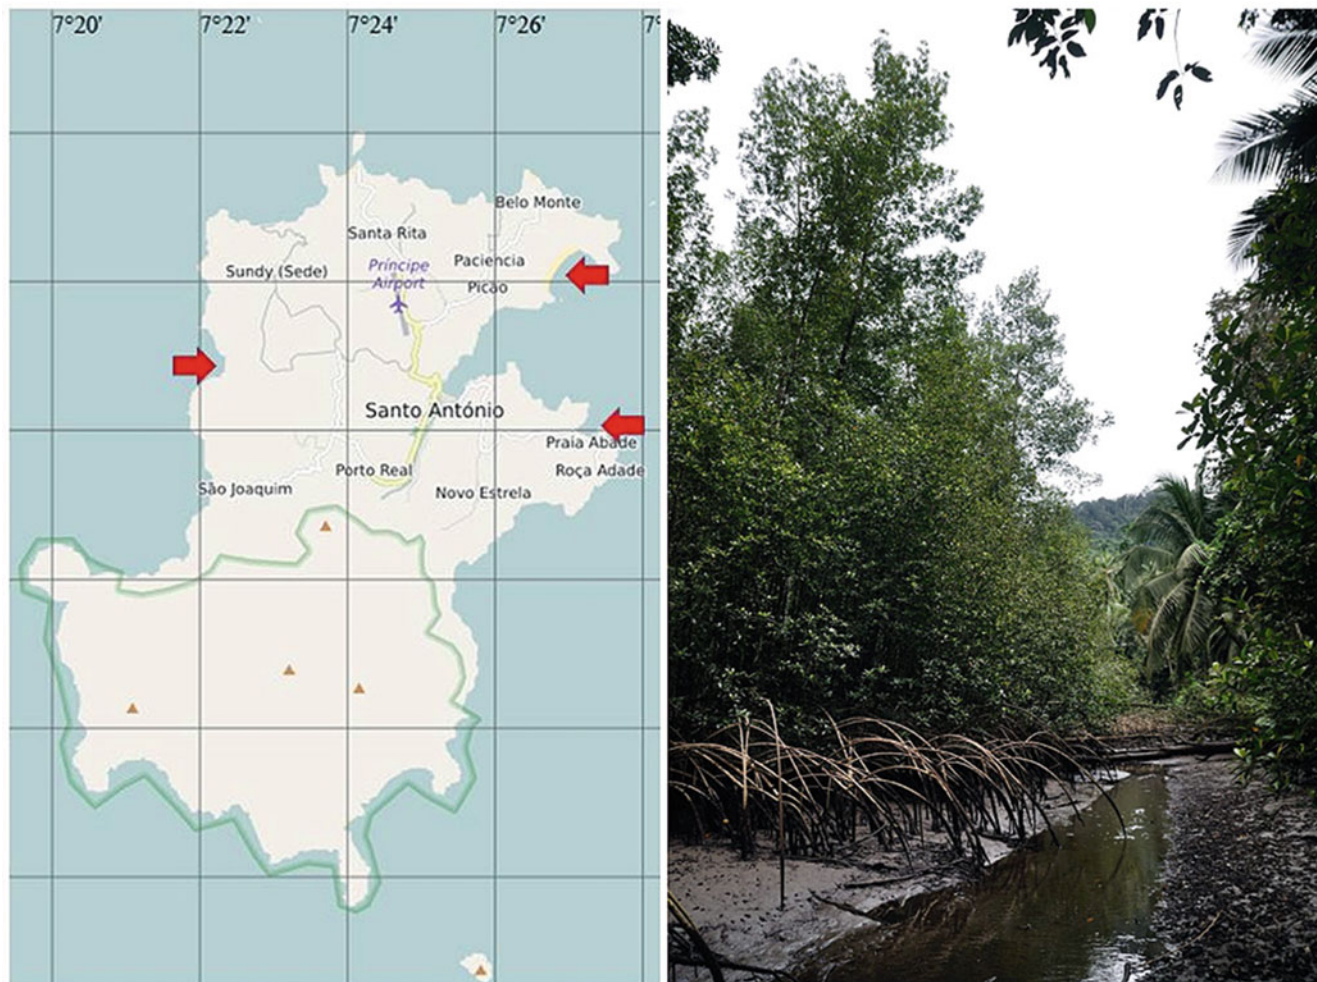 7°20' 7°22' 7°24' 7°26'
Belo Monte
Santa Rita
Paciencia
Príncipe
Airport
Sundy (Sede)
Picão
Santo António
Praia Abade
Porto Real
Roça Adade
São Joaquim
Novo Estrela